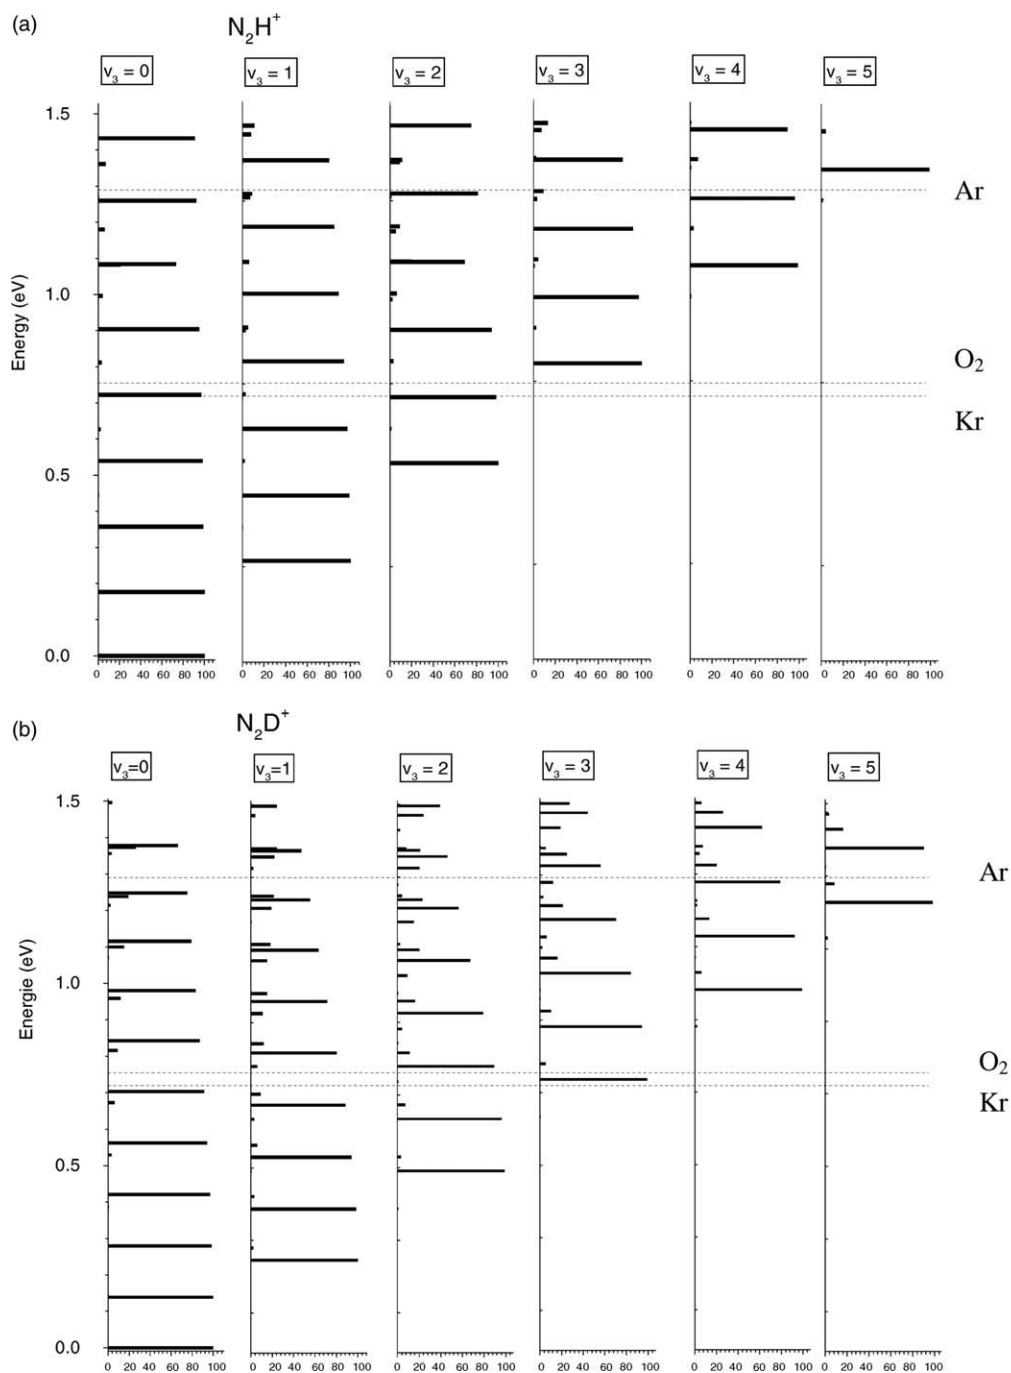 (a)
N₂H⁺
v₃ = 0 v₃ = 1 v₃ = 2 v₃ = 3 v₃ = 4 v₃ = 5
1.5
Ar
1.0
Energy (eV)
O₂
Kr
0.5
0.0
0 20 40 60 80 100 0 20 40 60 80 100 0 20 40 60 80 100 0 20 40 60 80 100 0 20 40 60 80 100 0 20 40 60 80 100
(b)
N₂D⁺
v₃=0 v₃=1 v₃ = 2 v₃ = 3 v₃ = 4 v₃ = 5
1.5
Ar
1.0
Energie (eV)
O₂
Kr
0.5
0.0
0 20 40 60 80 100 0 20 40 60 80 100 0 20 40 60 80 100 0 20 40 60 80 100 0 20 40 60 80 100 0 20 40 60 80 100